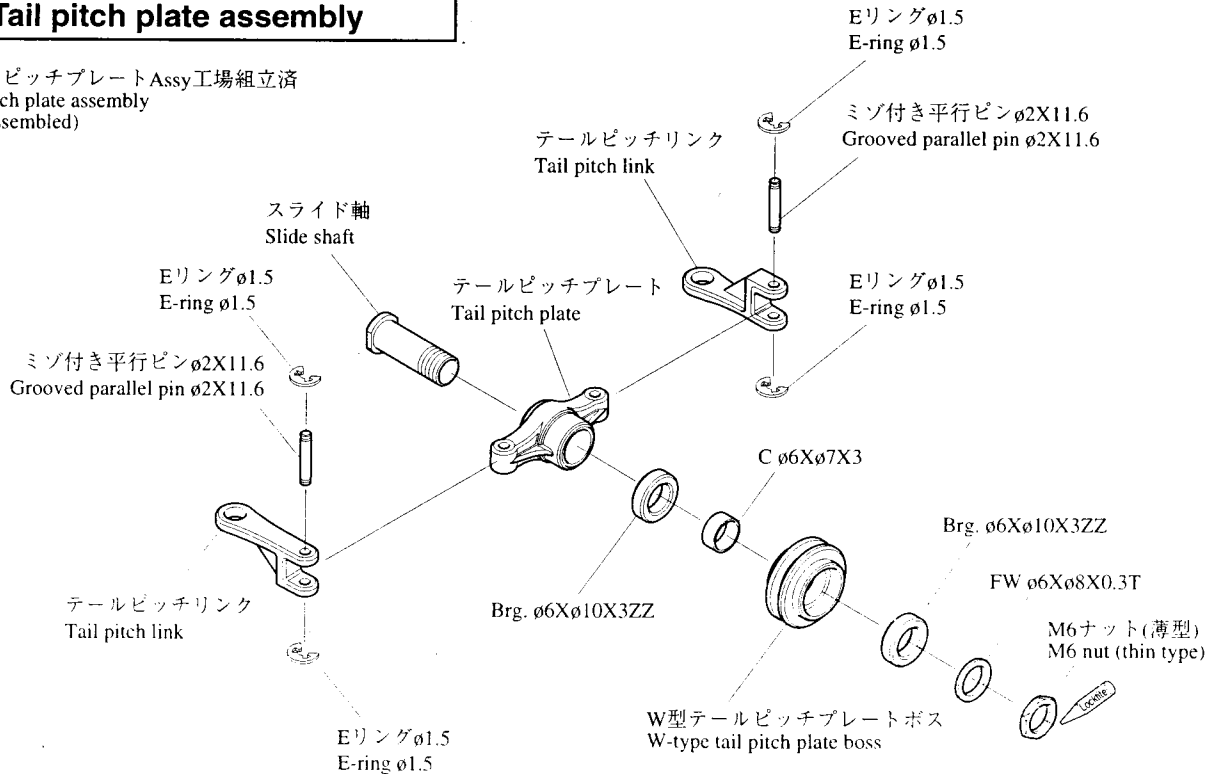 Tail pitch plate assembly
ピッチプレートAssy工場組立済
ch plate assembly
sembled)
Eリングø1.5
E-ring ø1.5
ミゾ付き平行ピンø2X11.6
Grooved parallel pin ø2X11.6
テールピッチリンク
Tail pitch link
スライド軸
Slide shaft
Eリングø1.5
E-ring ø1.5
テールピッチプレート
Tail pitch plate
Eリングø1.5
E-ring ø1.5
ミゾ付き平行ピンø2X11.6
Grooved parallel pin ø2X11.6
C ø6Xø7X3
Brg. ø6Xø10X3ZZ
FW ø6Xø8X0.3T
Brg. ø6Xø10X3ZZ
テールピッチリンク
Tail pitch link
M6ナット(薄型)
M6 nut (thin type)
Loctite
W型テールピッチプレートボス
W-type tail pitch plate boss
Eリングø1.5
E-ring ø1.5